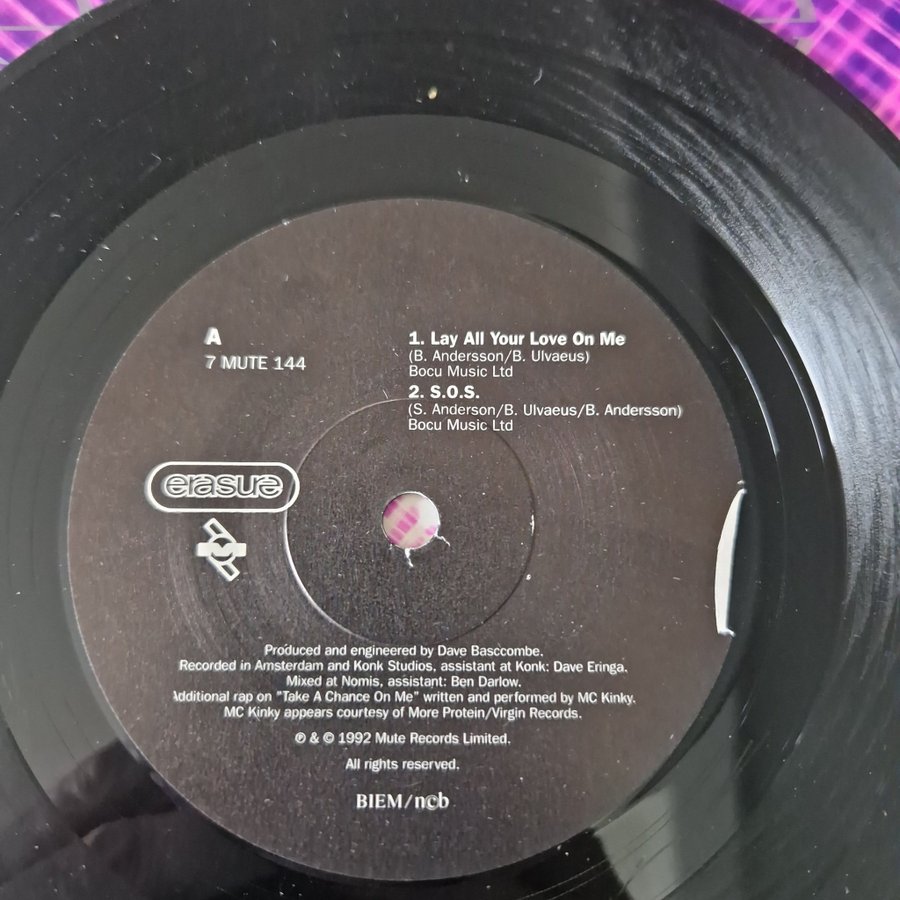 A
7 MUTE 144
1. Lay All Your Love On Me
(B. Andersson/B. Ulvaeus)
Bocu Music Ltd
2. S.O.S.
(S. Anderson/B. Ulvaeus/B. Andersson)
Bocu Music Ltd
erasure
Produced and engineered by Dave Basccombe.
Recorded in Amsterdam and Konk Studios, assistant at Konk: Dave Eringa.
Mixed at Nomis, assistant: Ben Darlow.
Additional rap on "Take A Chance On Me" written and performed by MC Kinky.
MC Kinky appears courtesy of More Protein/Virgin Records.
℗ & © 1992 Mute Records Limited.
All rights reserved.
BIEM/n©b